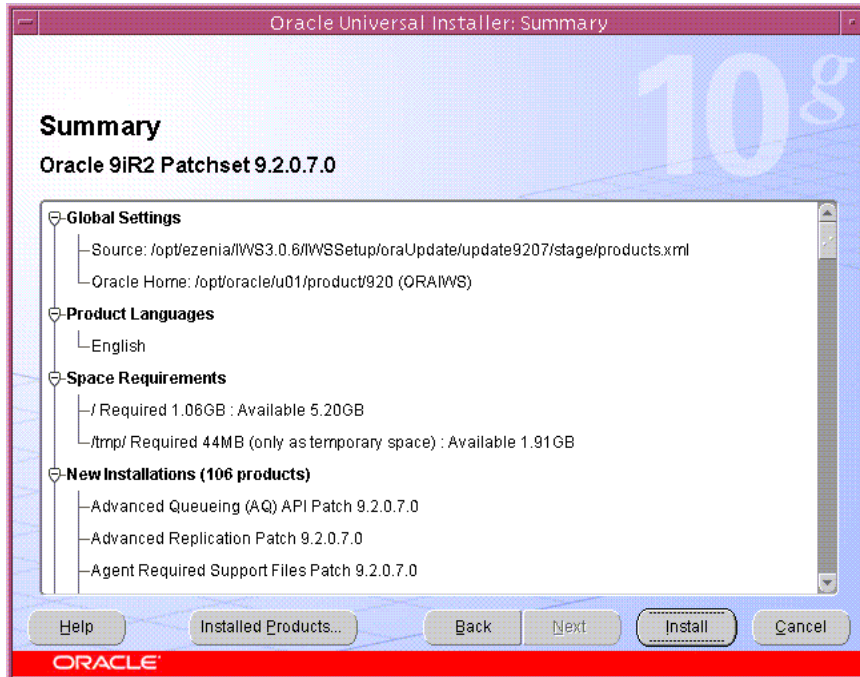 Oracle Universal Installer: Summary
10g
Summary
Oracle 9iR2 Patchset 9.2.0.7.0
Global Settings
Source: /opt/ezenia/IWS3.0.6/IWSSetup/oraUpdate/update9207/stage/products.xml
Oracle Home: /opt/oracle/u01/product/920 (ORAIWS)
Product Languages
English
Space Requirements
/ Required 1.06GB : Available 5.20GB
/tmp/ Required 44MB (only as temporary space) : Available 1.91GB
New Installations (106 products)
Advanced Queueing (AQ) API Patch 9.2.0.7.0
Advanced Replication Patch 9.2.0.7.0
Agent Required Support Files Patch 9.2.0.7.0
Help Installed Products... Back Next Install Cancel
ORACLE